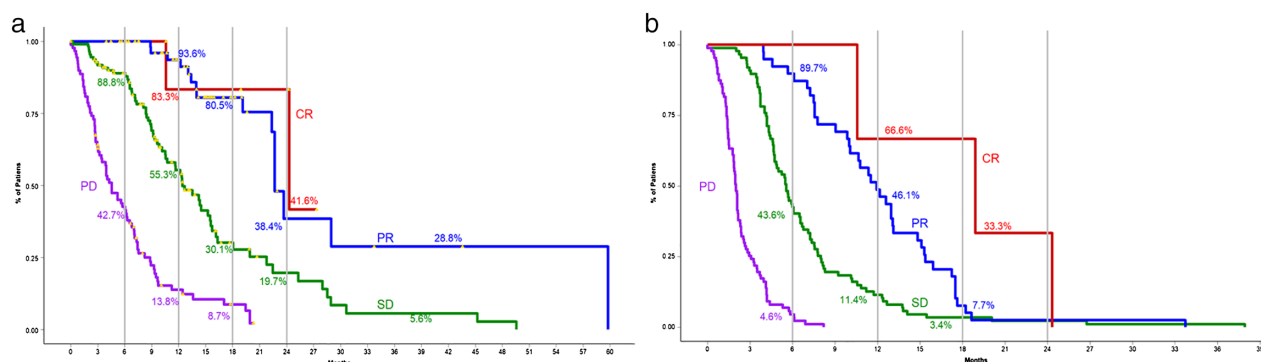 a
1.00
0.75
0.50
0.25
0.00
% of Patiens
93.6%
88.8%
83.3%
80.5%
CR
PD
55.3%
41.6%
42.7%
38.4%
PR
28.8%
30.1%
19.7%
13.8%
8.7%
SD
5.6%
0 3 6 9 12 15 18 21 24 27 30 33 36 39 42 45 48 51 54 57 60
Months
b
1.00
0.75
0.50
0.25
0.00
% of Patiens
89.7%
66.6%
CR
PD
46.1%
43.6%
PR
33.3%
11.4%
SD
7.7%
4.6%
3.4%
0 3 6 9 12 15 18 21 24 27 30 33 36
Months